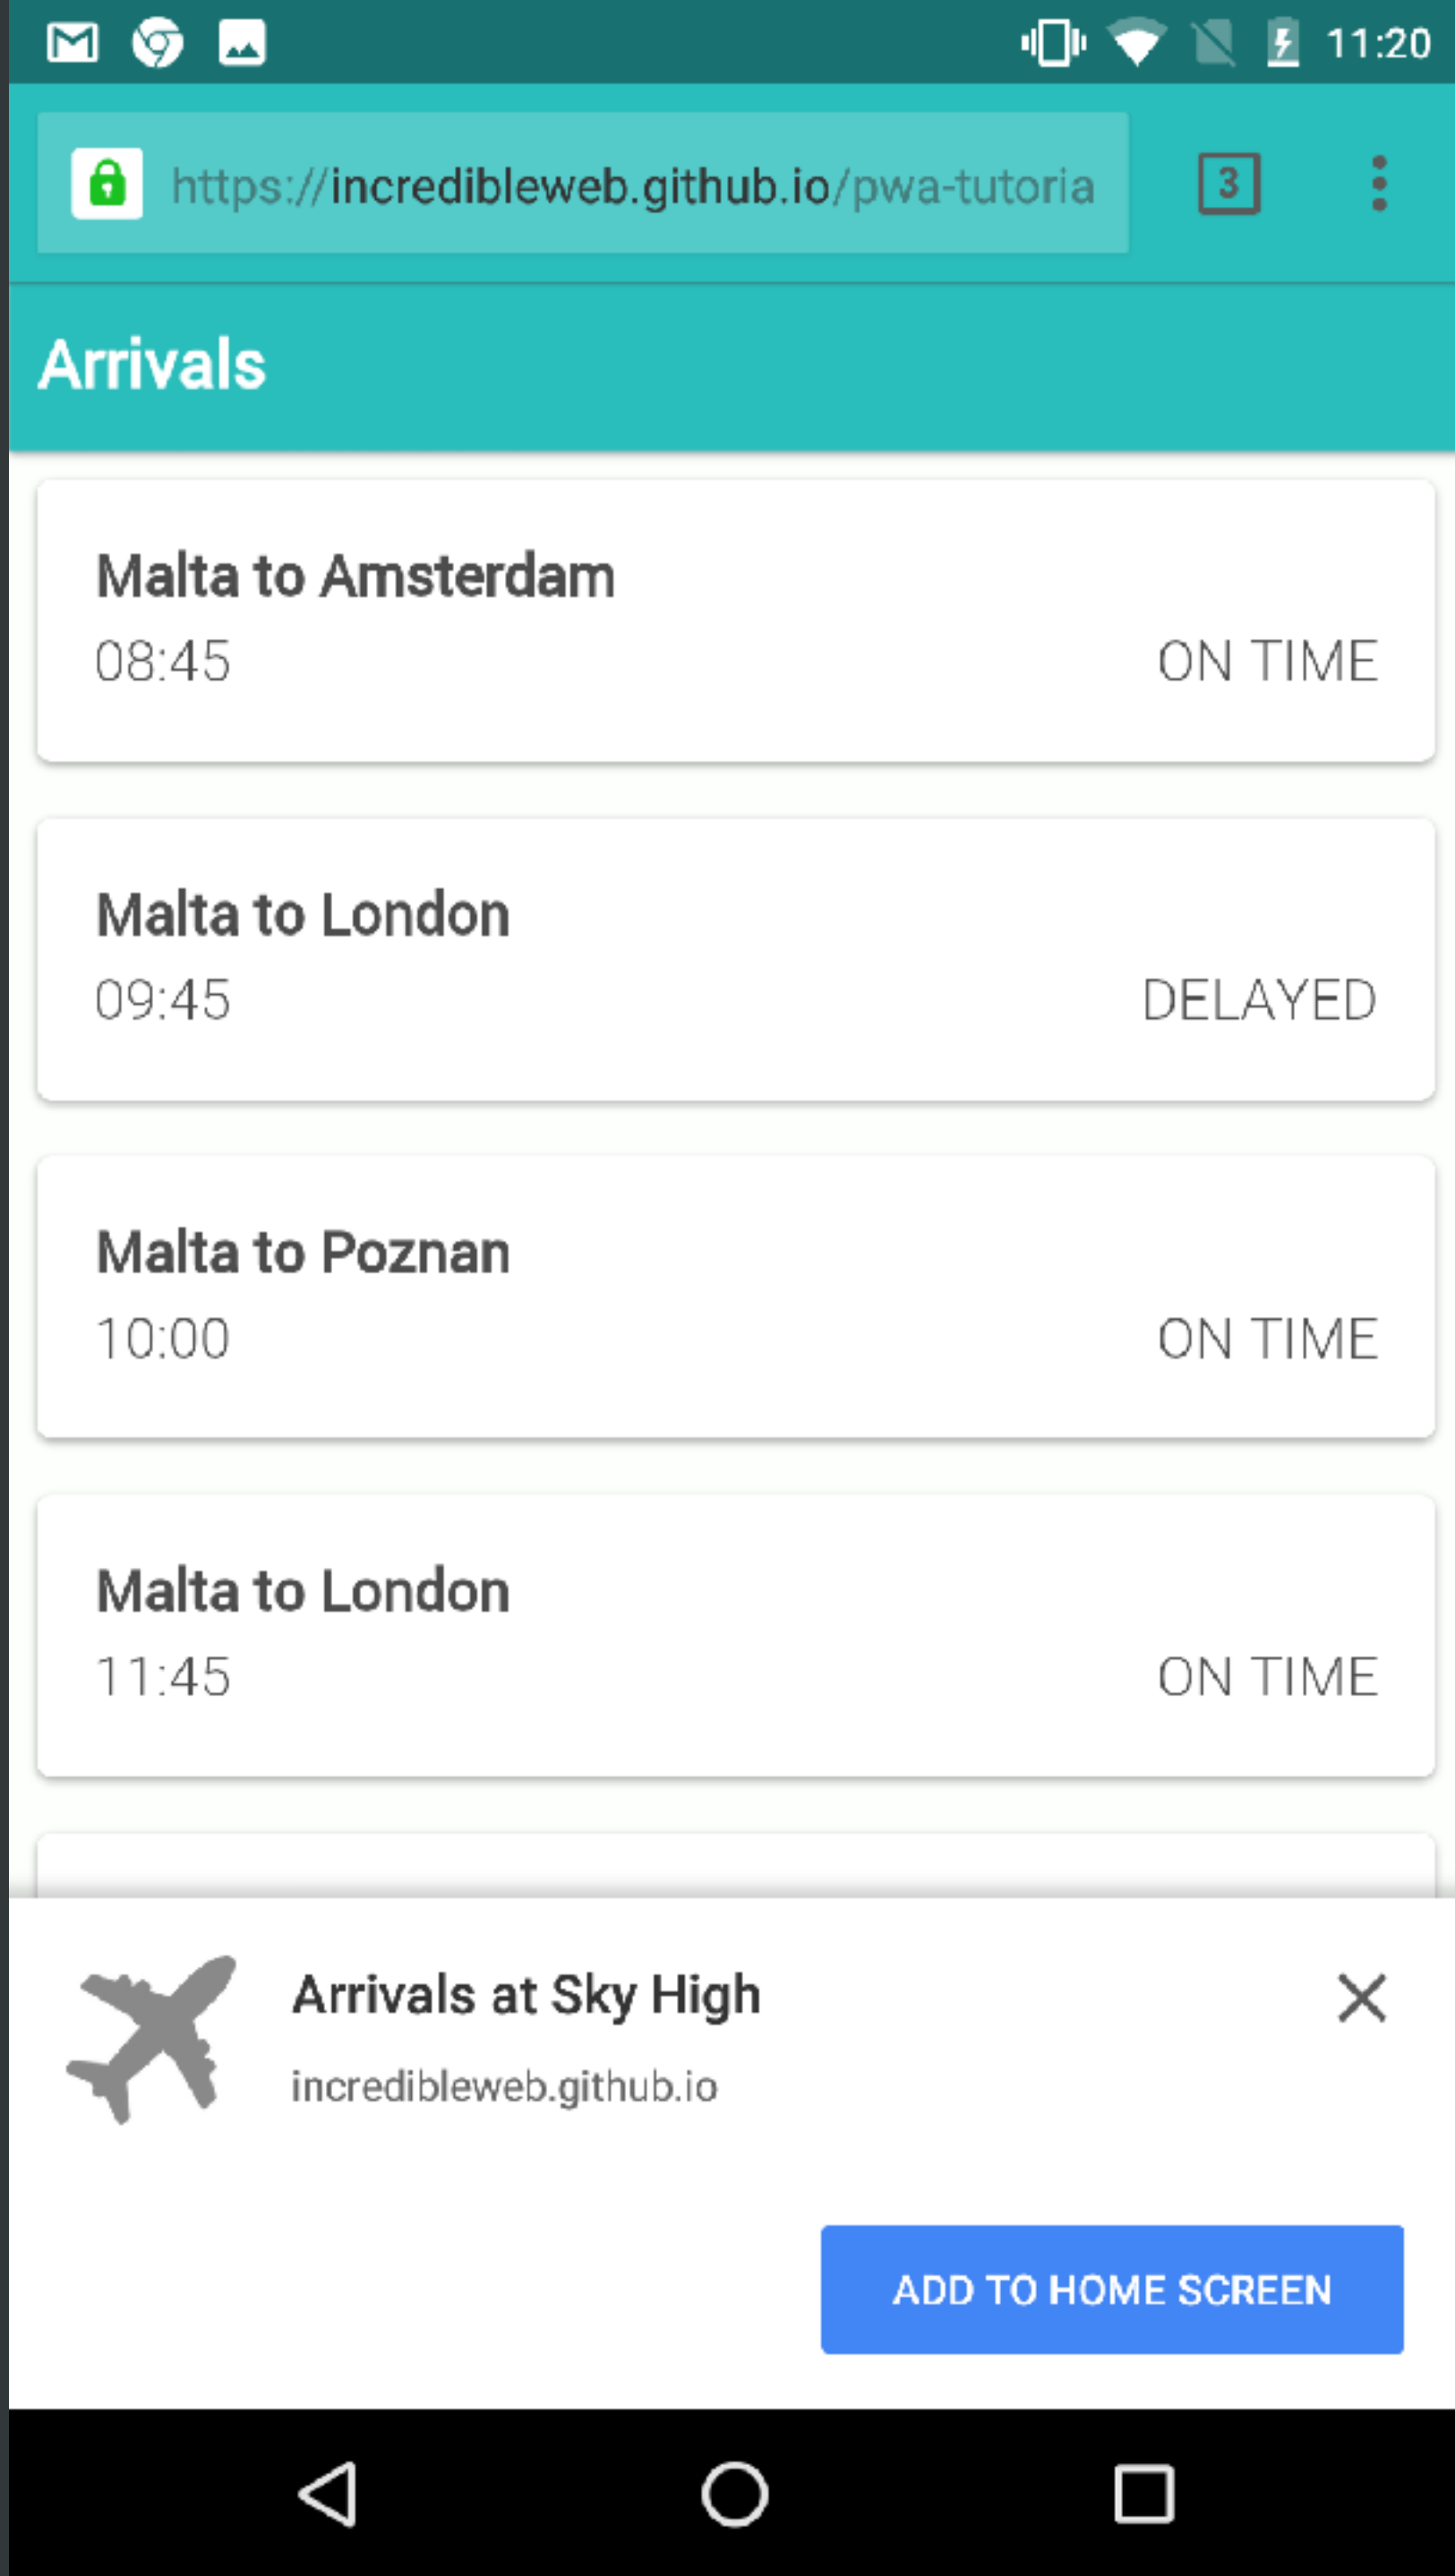 11:20
https://incredibleweb.github.io/pwa-tutoria
3
Arrivals
Malta to Amsterdam
08:45 ON TIME
Malta to London
09:45 DELAYED
Malta to Poznan
10:00 ON TIME
Malta to London
11:45 ON TIME
Arrivals at Sky High
incredibleweb.github.io
ADD TO HOME SCREEN